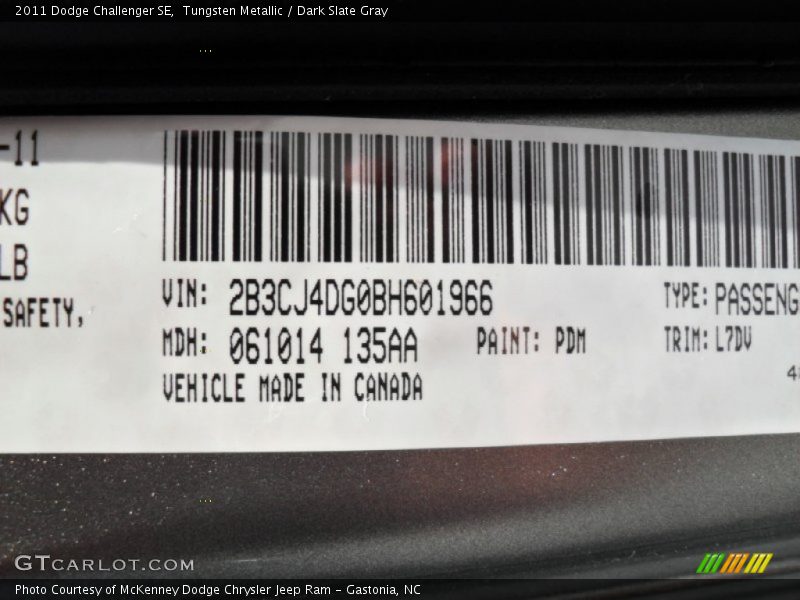 2011 Dodge Challenger SE, Tungsten Metallic / Dark Slate Gray
-11
KG
LB
SAFETY,
VIN: 2B3CJ4DG0BH601966
TYPE: PASSENG
MDH: 061014 135AA PAINT: PDM TRIM: L7DV
VEHICLE MADE IN CANADA
GTCARLOT.COM
Photo Courtesy of McKenney Dodge Chrysler Jeep Ram - Gastonia, NC